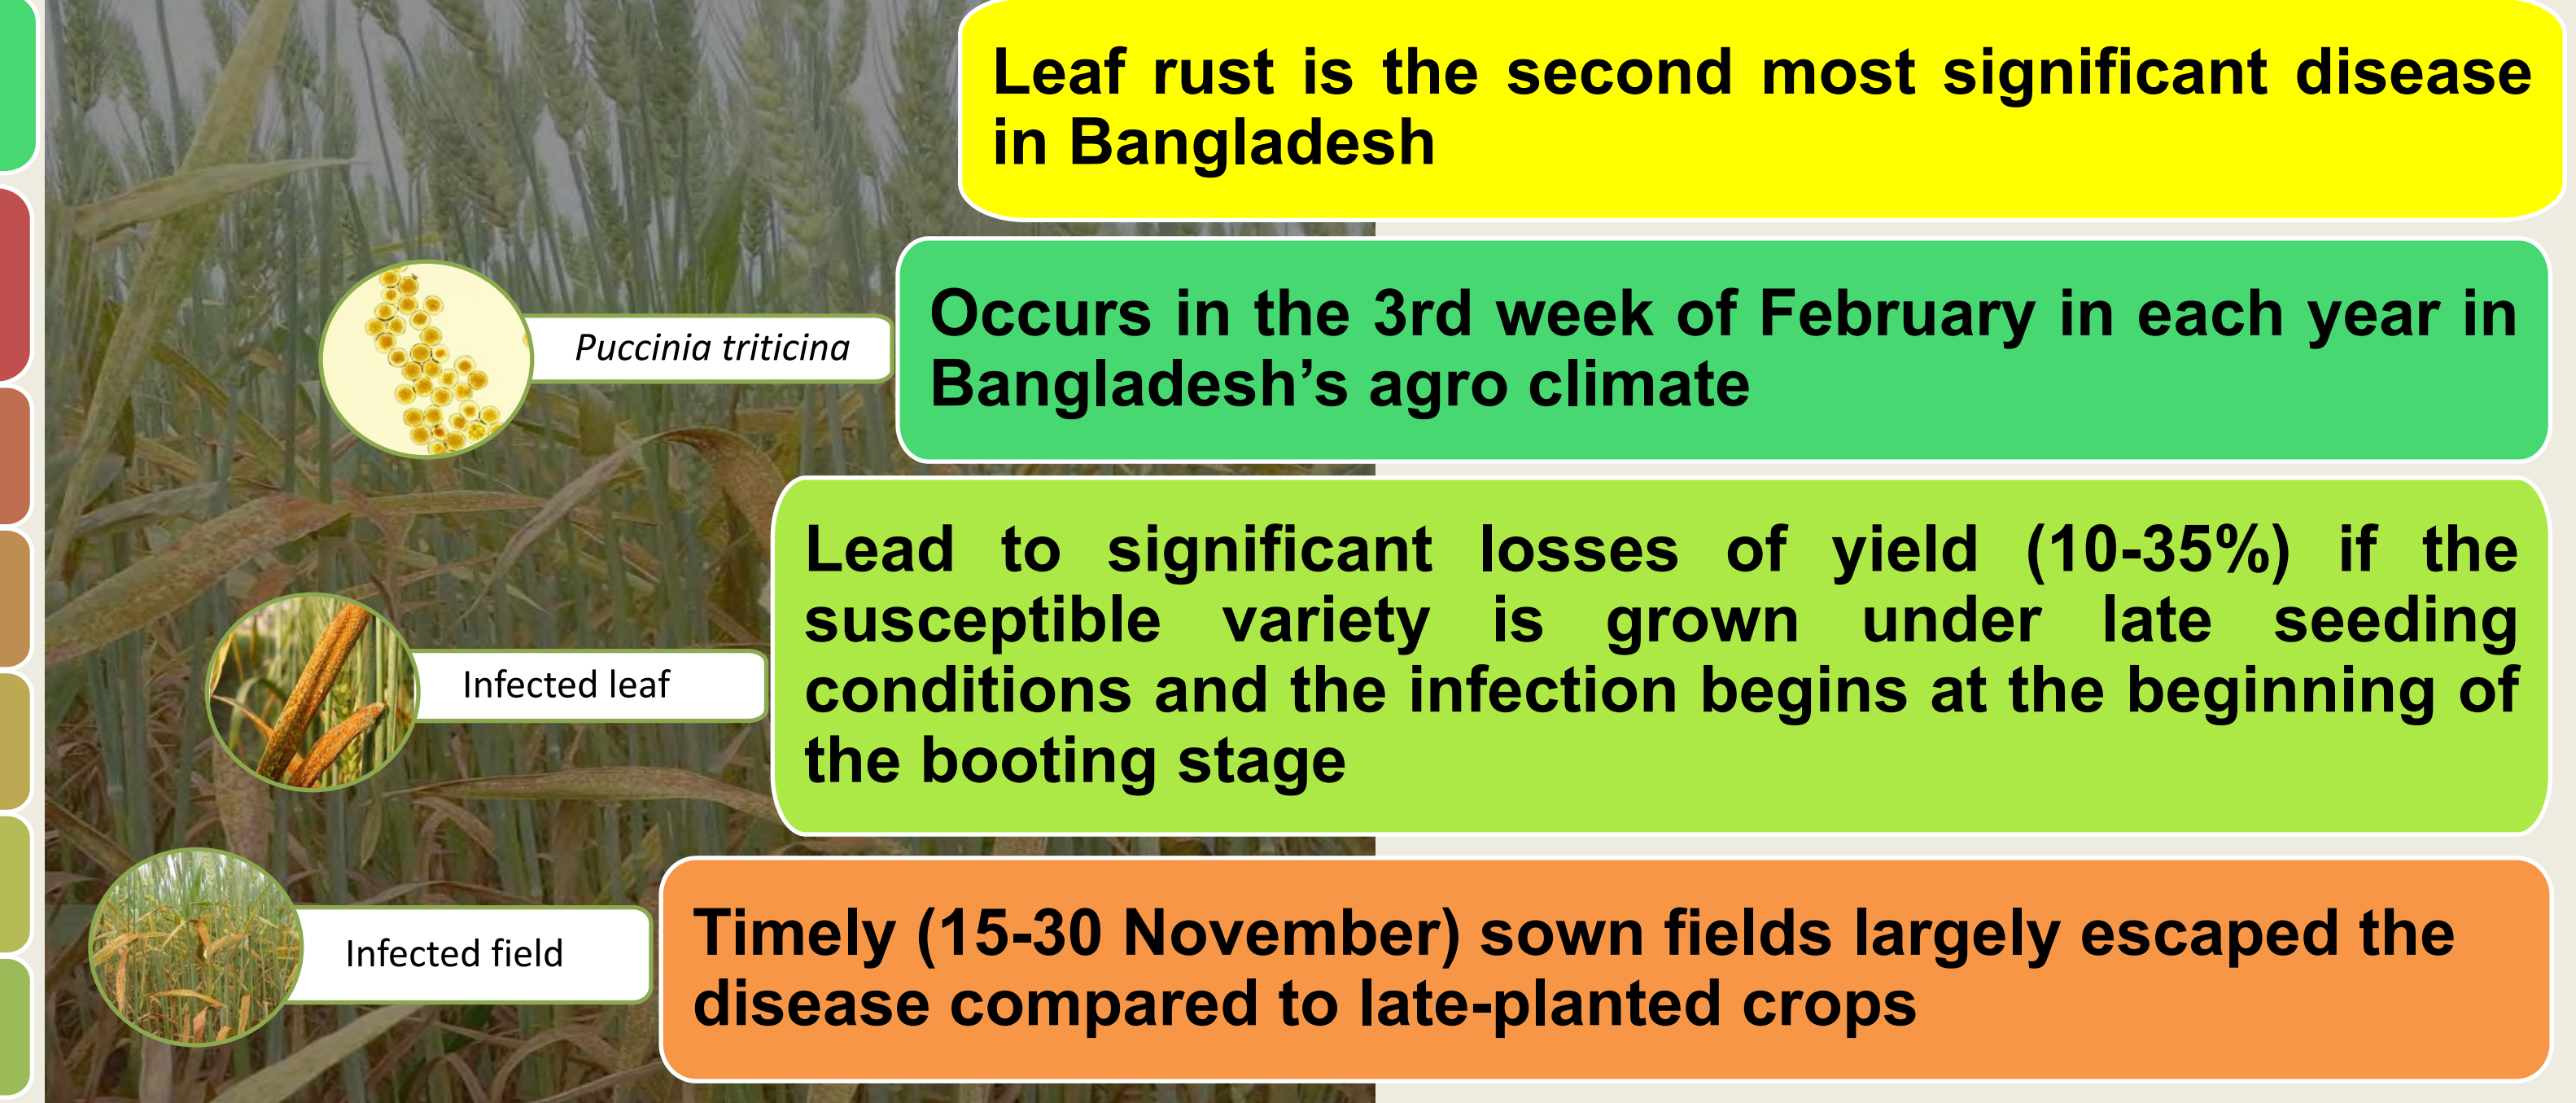 Leaf rust is the second most significant disease
in Bangladesh
Puccinia triticina
Occurs in the 3rd week of February in each year in
Bangladesh’s agro climate
Infected leaf
Lead to significant losses of yield (10-35%) if the
susceptible variety is grown under late seeding
conditions and the infection begins at the beginning of
the booting stage
Infected field
Timely (15-30 November) sown fields largely escaped the
disease compared to late-planted crops